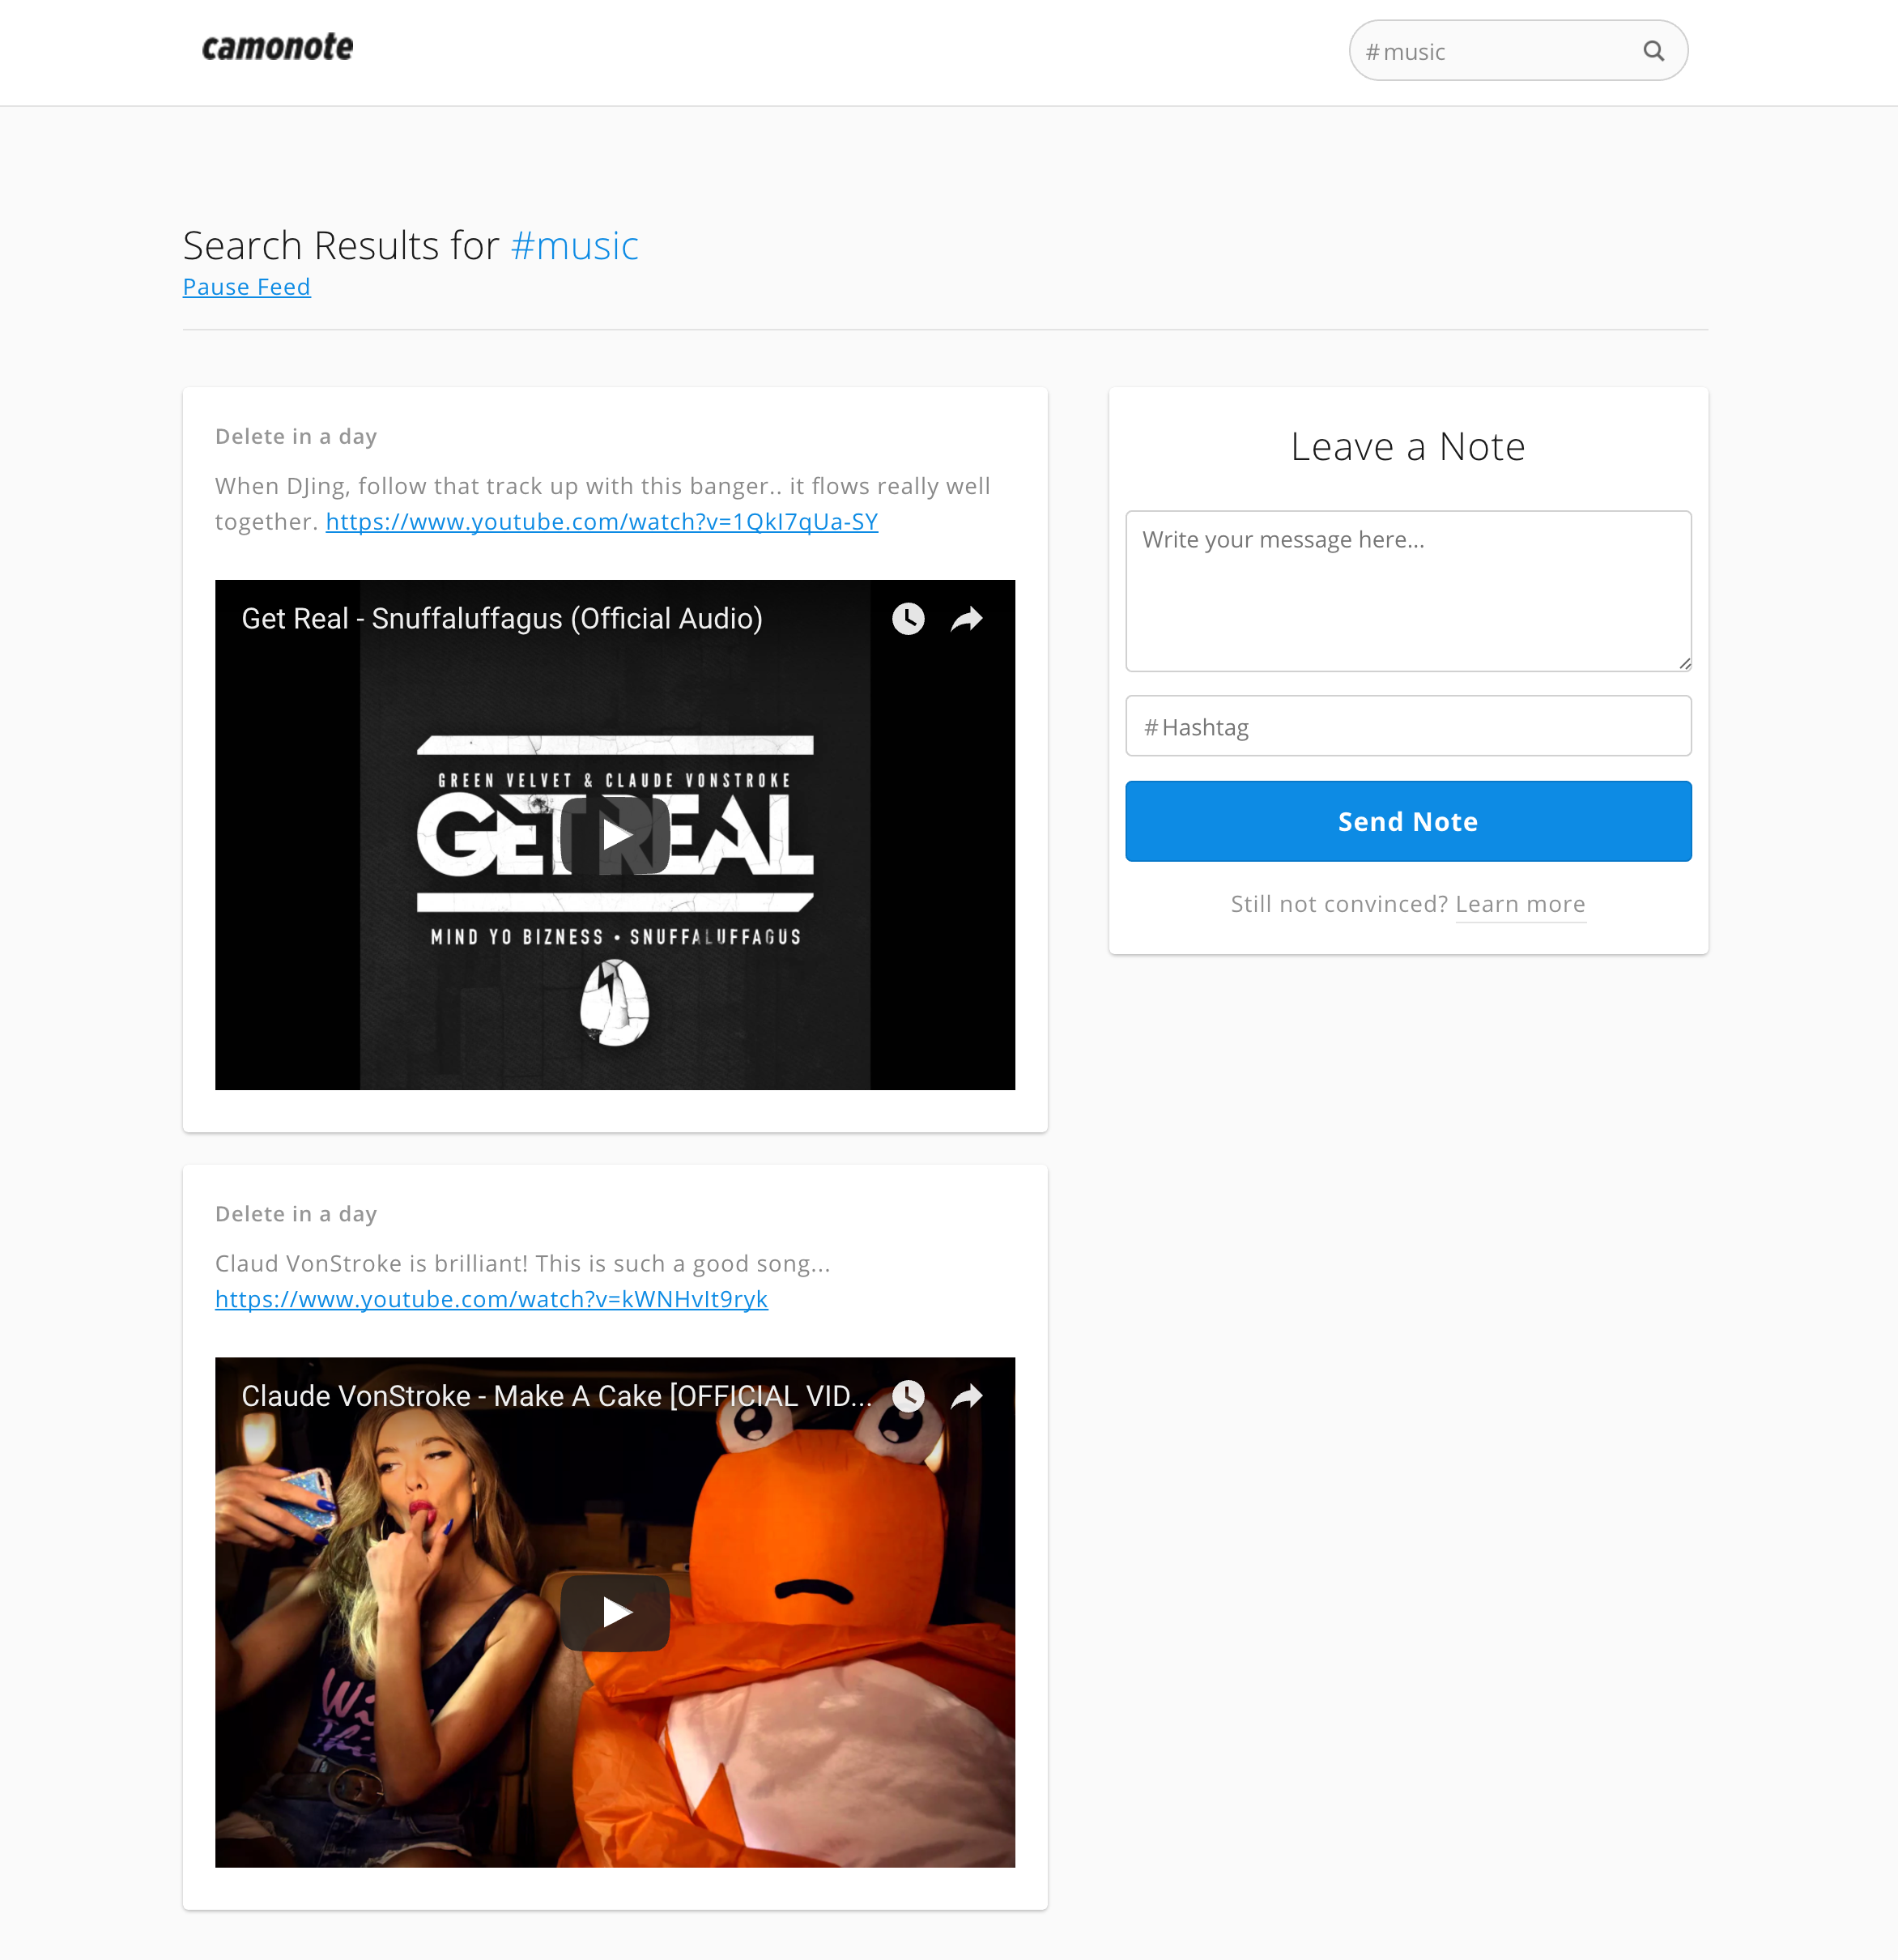 camonote
#music
Search Results for #music
Pause Feed
Delete in a day
When DJing, follow that track up with this banger.. it flows really well
together. https://www.youtube.com/watch?v=1QkI7qUa-SY
Get Real - Snuffaluffagus (Official Audio)
GREEN VELVET & CLAUDE VONSTROKE
GET REAL
MIND YO BIZNESS • SNUFFALUFFAGUS
Leave a Note
Write your message here...
#Hashtag
Send Note
Still not convinced? Learn more
Delete in a day
Claud VonStroke is brilliant! This is such a good song...
https://www.youtube.com/watch?v=kWNHvIt9ryk
Claude VonStroke - Make A Cake [OFFICIAL VID...